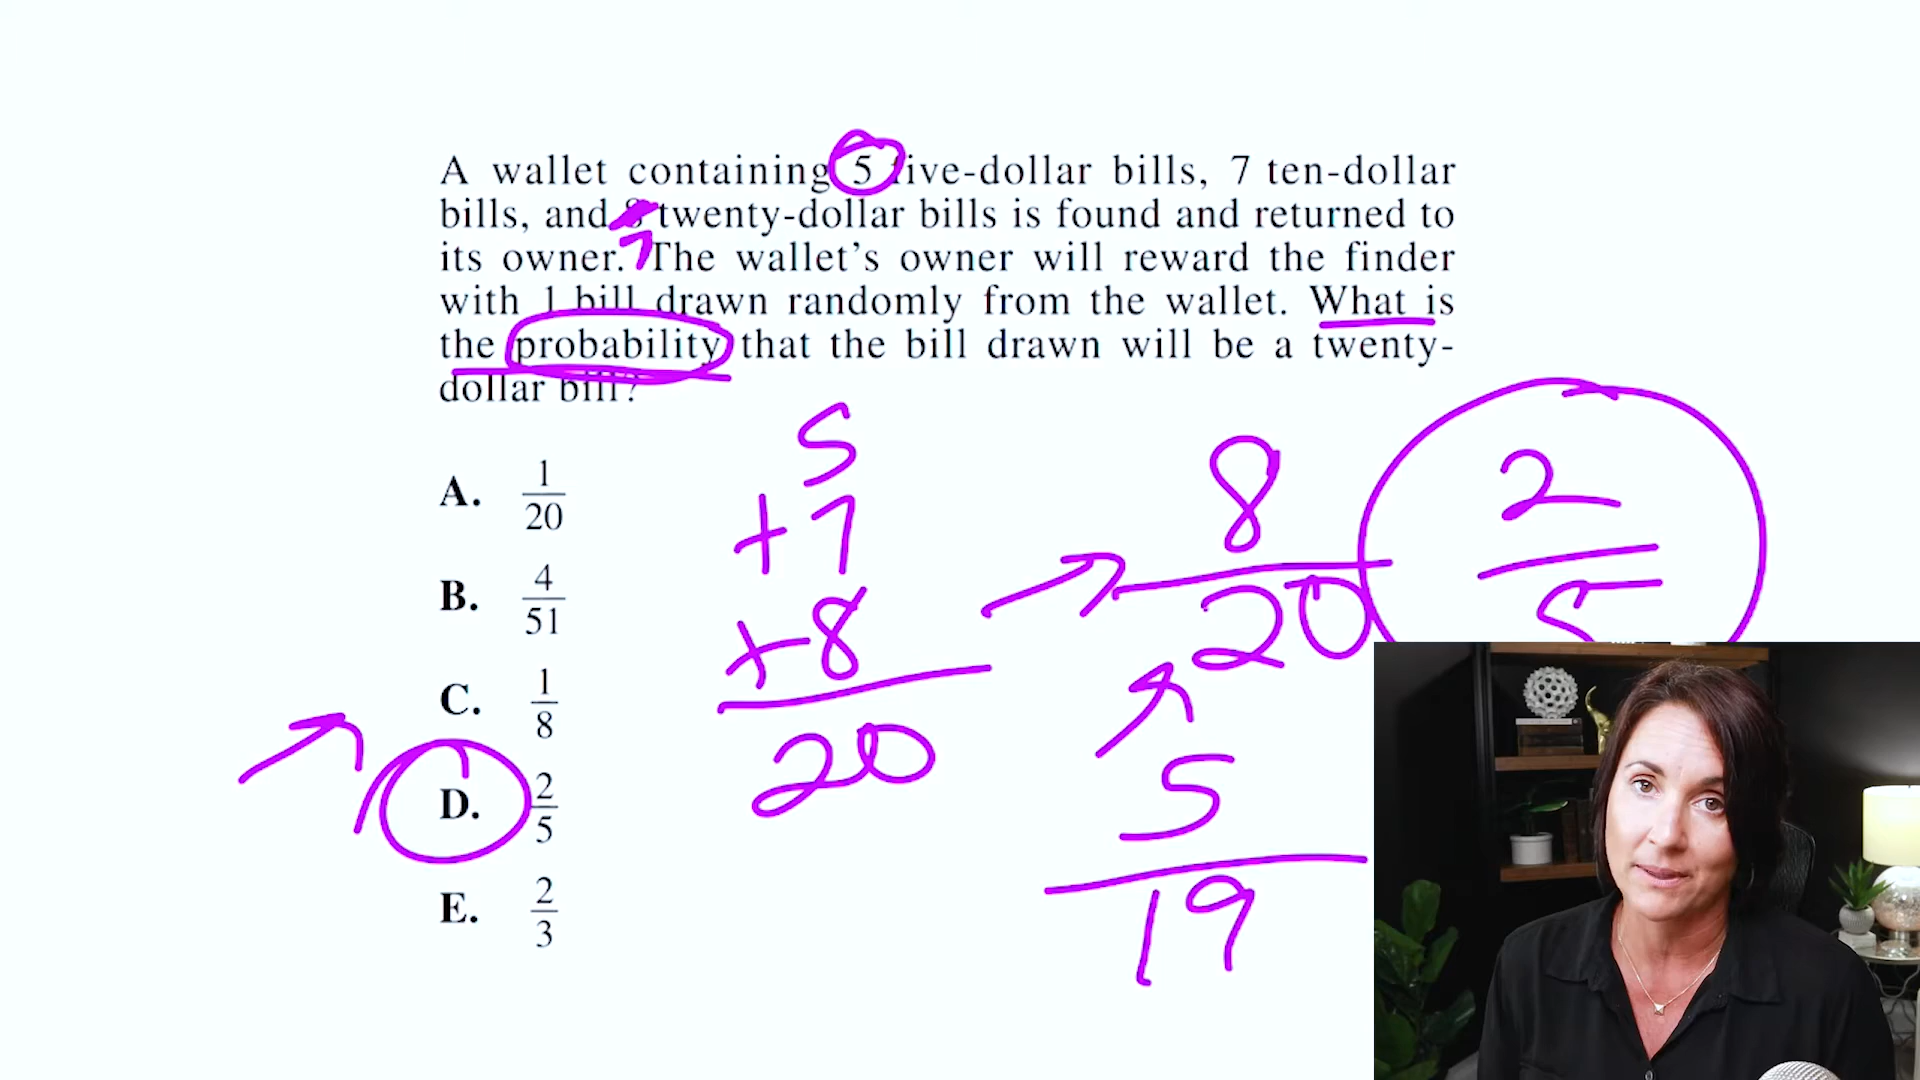 A wallet containing 5 five-dollar bills, 7 ten-dollar
bills, and 8 twenty-dollar bills is found and returned to
its owner. The wallet's owner will reward the finder
with 1 bill drawn randomly from the wallet. What is
the probability that the bill drawn will be a twenty-
dollar bill?
A. 1/20
B. 4/51
C. 1/8
D. 2/5
E. 2/3
5
+7
+8
20
8
20
5
19
2
5
7